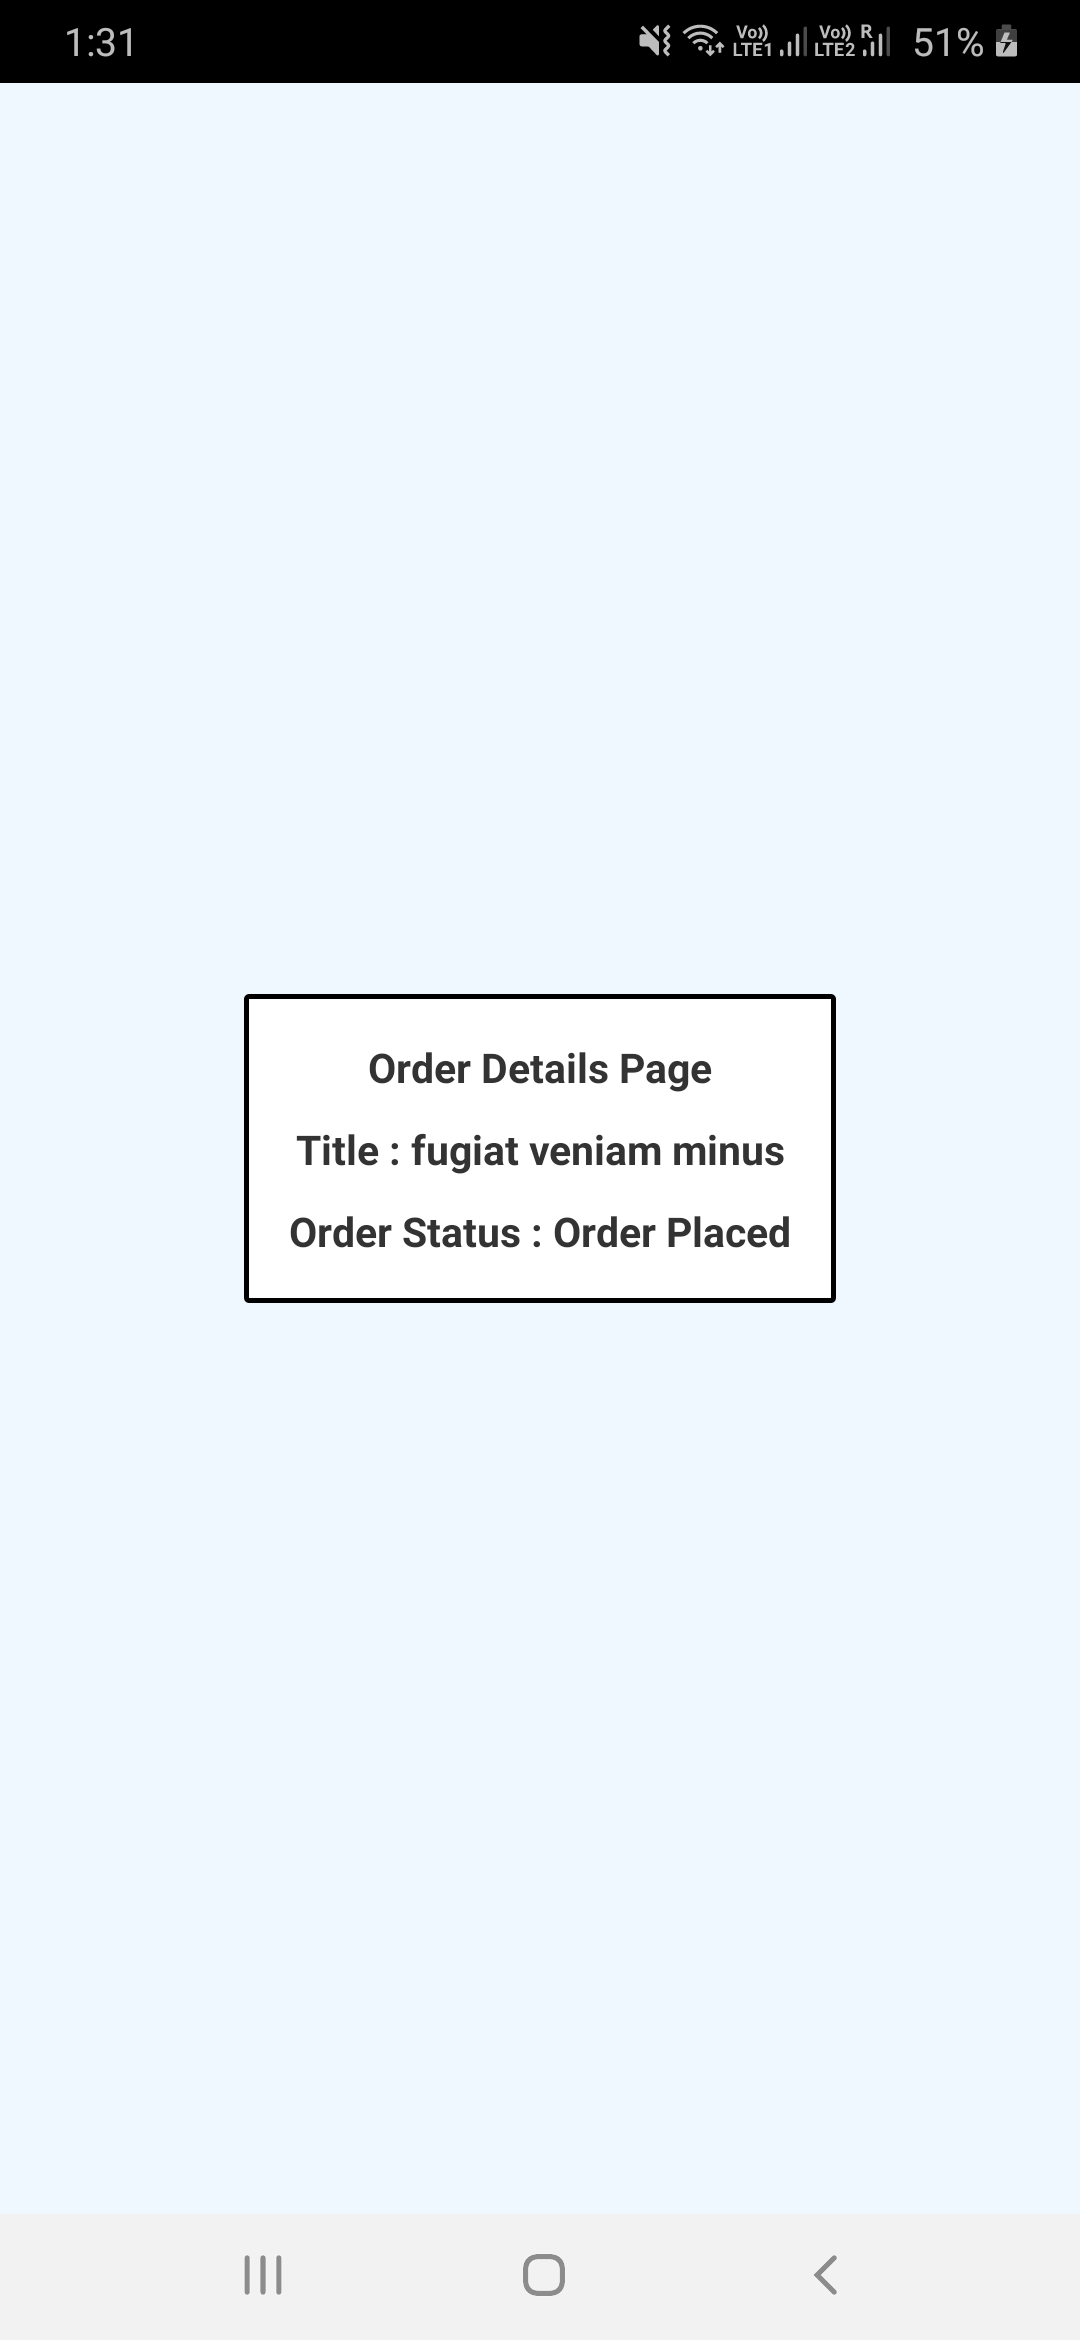 1:31
Vo)) LTE1 Vo)) LTE2 R 51%
Order Details Page
Title : fugiat veniam minus
Order Status : Order Placed